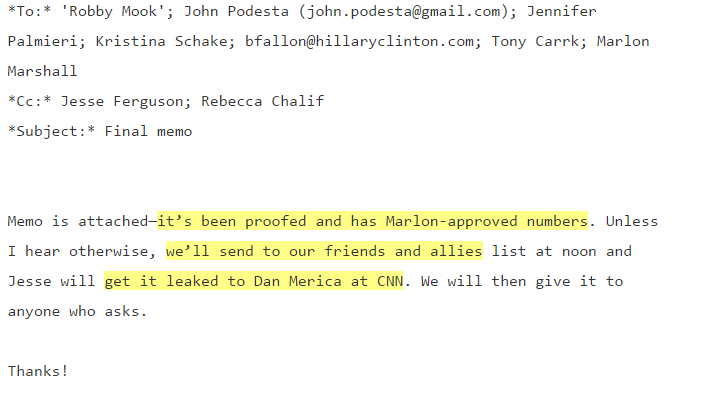 *To:* 'Robby Mook'; John Podesta (john.podesta@gmail.com); Jennifer
Palmieri; Kristina Schake; bfallon@hillaryclinton.com; Tony Carrk; Marlon
Marshall
*Cc:* Jesse Ferguson; Rebecca Chalif
*Subject:* Final memo
Memo is attached—it’s been proofed and has Marlon-approved numbers. Unless
I hear otherwise, we’ll send to our friends and allies list at noon and
Jesse will get it leaked to Dan Merica at CNN. We will then give it to
anyone who asks.
Thanks!